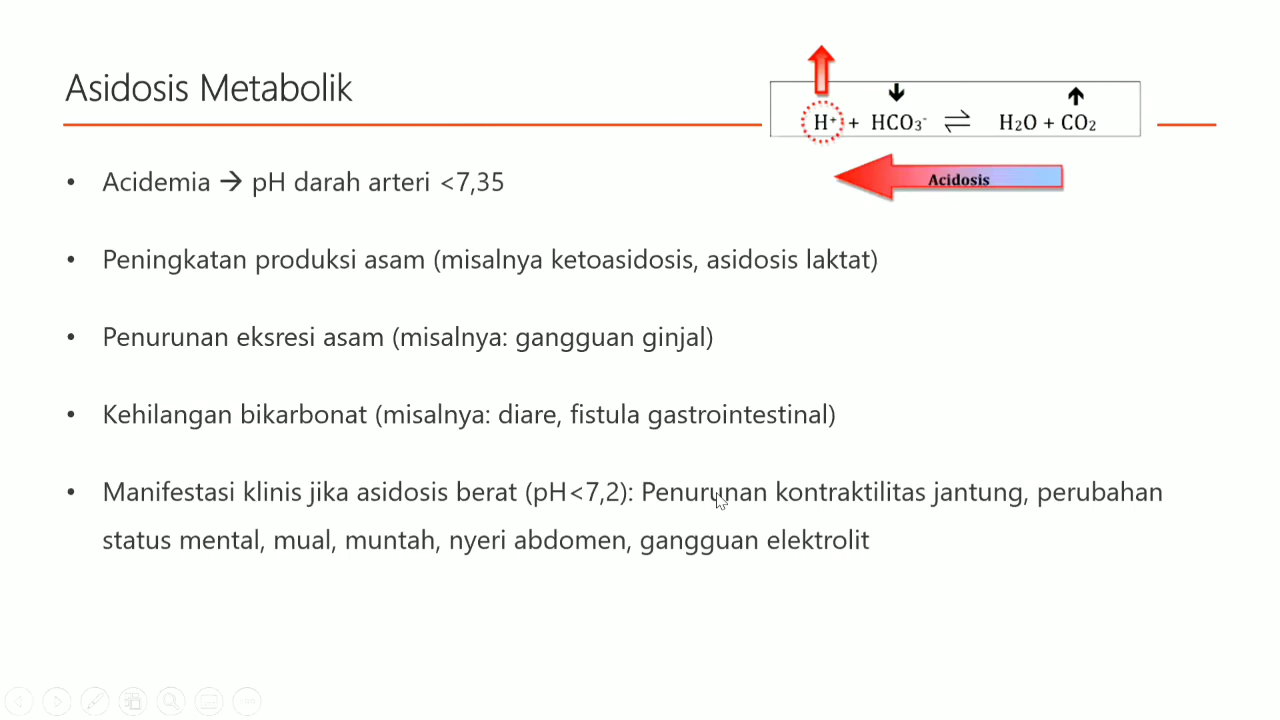 Asidosis Metabolik
H⁺ + HCO₃⁻ ⇌ H₂O + CO₂
Acidosis
• Acidemia → pH darah arteri <7,35
• Peningkatan produksi asam (misalnya ketoasidosis, asidosis laktat)
• Penurunan eksresi asam (misalnya: gangguan ginjal)
• Kehilangan bikarbonat (misalnya: diare, fistula gastrointestinal)
• Manifestasi klinis jika asidosis berat (pH<7,2): Penurunan kontraktilitas jantung, perubahan
status mental, mual, muntah, nyeri abdomen, gangguan elektrolit